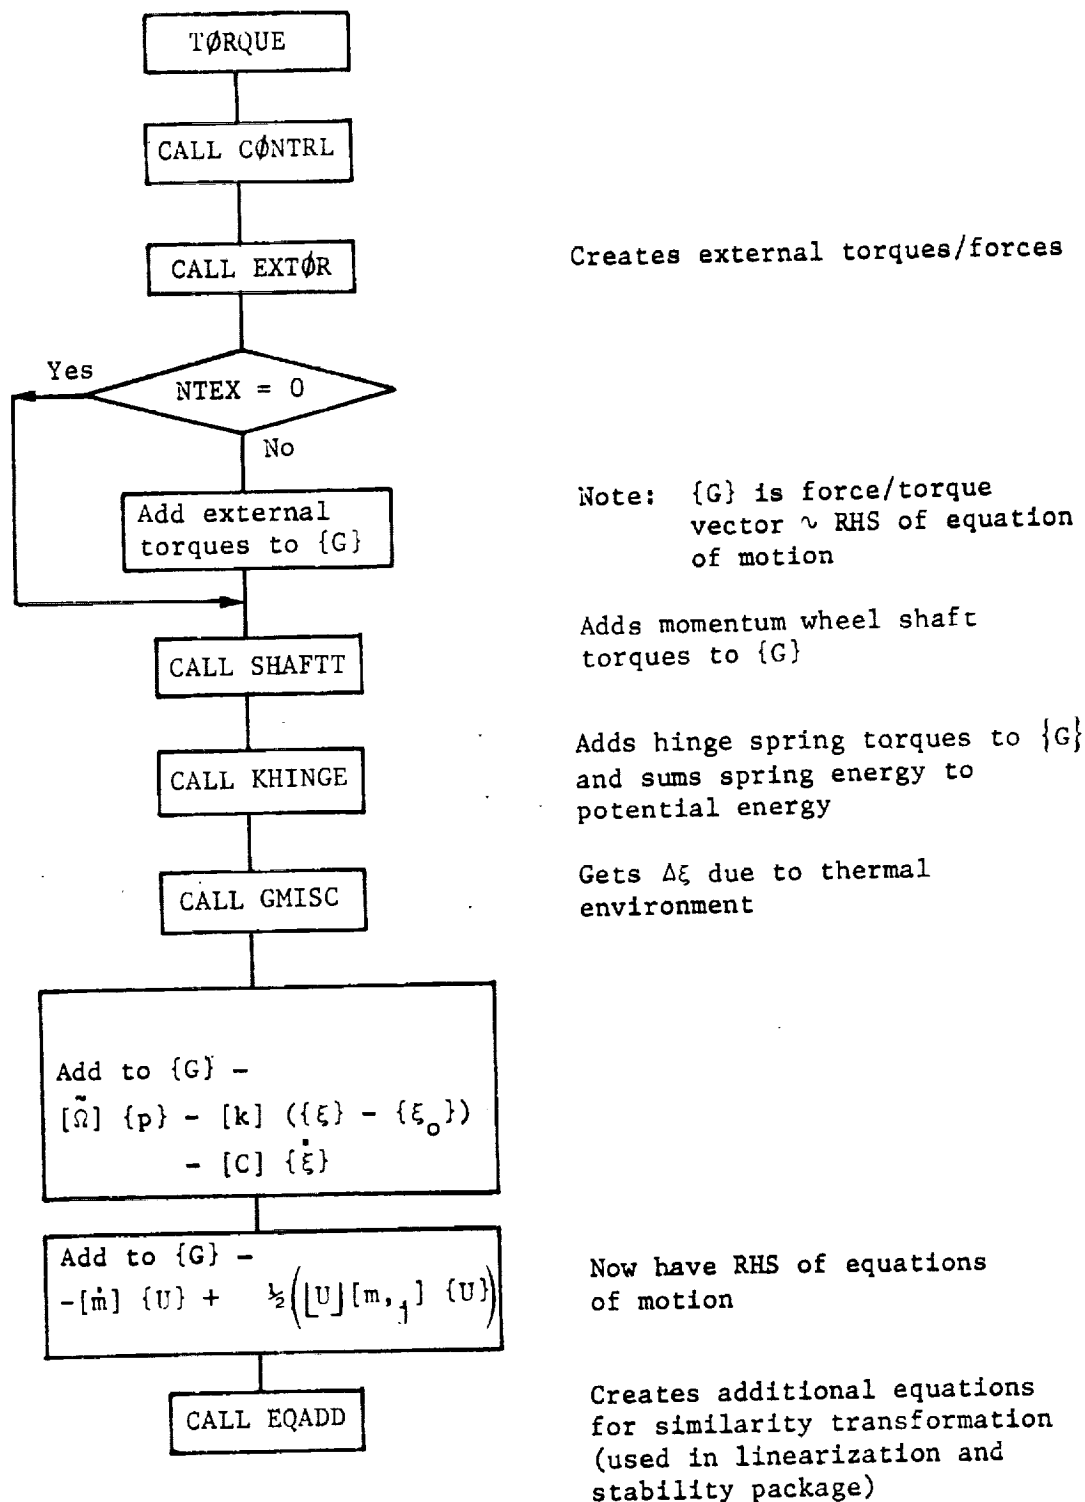 TØRQUE
CALL CØNTRL
CALL EXTØR
Creates external torques/forces
Yes
NTEX = 0
No
Add external
torques to {G}
Note: {G} is force/torque
vector ~ RHS of equation
of motion
CALL SHAFTT
Adds momentum wheel shaft
torques to {G}
CALL KHINGE
Adds hinge spring torques to {G}
and sums spring energy to
potential energy
CALL GMISC
Gets Δξ due to thermal
environment
Add to {G} -
[Ω̃] {p} - [k] ({ξ} - {ξₒ})
- [C] {ξ̇}
Add to {G} -
-[ṁ] {U} + ½(⌊U⌋[m,ⱼ] {U})
Now have RHS of equations
of motion
CALL EQADD
Creates additional equations
for similarity transformation
(used in linearization and
stability package)